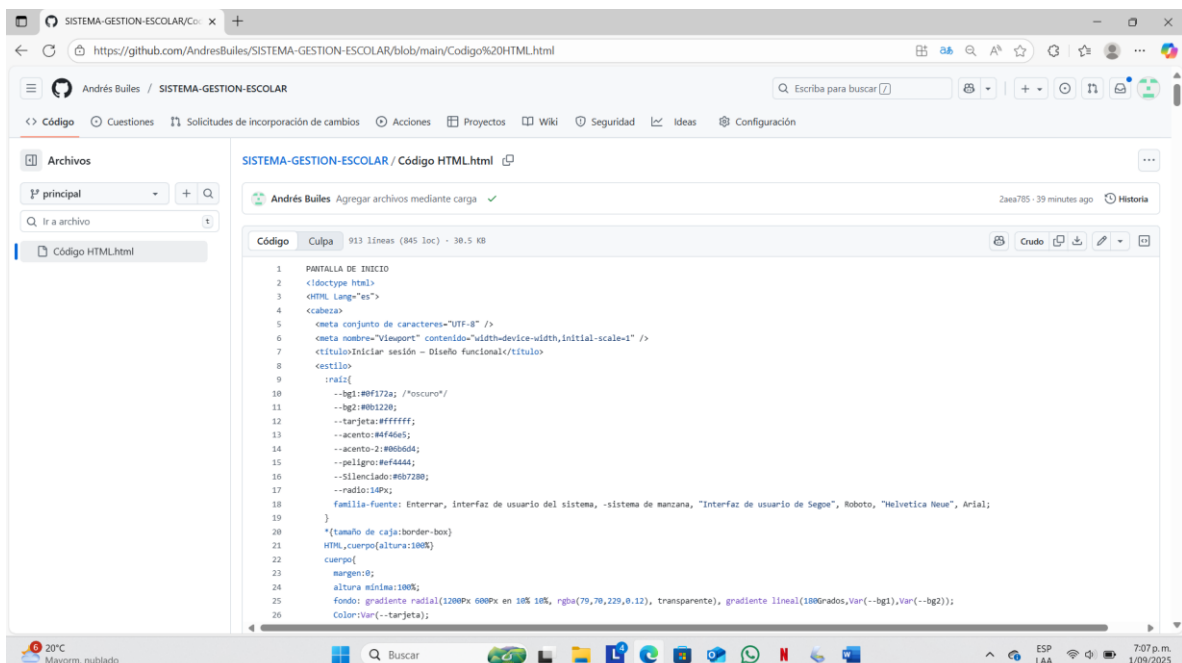 SISTEMA-GESTION-ESCOLAR/Coc
https://github.com/AndresBuiles/SISTEMA-GESTION-ESCOLAR/blob/main/Codigo%20HTML.html
Andrés Builes / SISTEMA-GESTION-ESCOLAR
Escriba para buscar /
<> Código Cuestiones Solicitudes de incorporación de cambios Acciones Proyectos Wiki Seguridad Ideas Configuración
Archivos
SISTEMA-GESTION-ESCOLAR / Código HTML.html
principal
Andrés Builes Agregar archivos mediante carga
2aea785 · 39 minutes ago Historia
Ir a archivo t
Código HTML.html
Código Culpa 913 líneas (845 loc) · 30.5 KB
Crudo
1 PANTALLA DE INICIO
2 <!doctype html>
3 <HTML Lang="es">
4 <cabeza>
5 <meta conjunto de caracteres="UTF-8" />
6 <meta nombre="Viewport" contenido="width=device-width,initial-scale=1" />
7 <título>Iniciar sesión — Diseño funcional</título>
8 <estilo>
9 :raíz{
10 --bg1:#0f172a; /*oscuro*/
11 --bg2:#0b1220;
12 --tarjeta:#ffffff;
13 --acento:#4f46e5;
14 --acento-2:#06b6d4;
15 --peligro:#ef4444;
16 --Silenciado:#6b7280;
17 --radio:14Px;
18 familia-fuente: Enterrar, interfaz de usuario del sistema, -sistema de manzana, "Interfaz de usuario de Segoe", Roboto, "Helvetica Neue", Arial;
19 }
20 *{tamaño de caja:border-box}
21 HTML,cuerpo{altura:100%}
22 cuerpo{
23 margen:0;
24 altura mínima:100%;
25 fondo: gradiente radial(1200Px 600Px en 10% 10%, rgba(79,70,229,0.12), transparente), gradiente lineal(180Grados,Var(--bg1),Var(--bg2));
26 Color:Var(--tarjeta);
6
20°C
Mayorm. nublado
Buscar
ESP
LAA
7:07 p. m.
1/09/2025